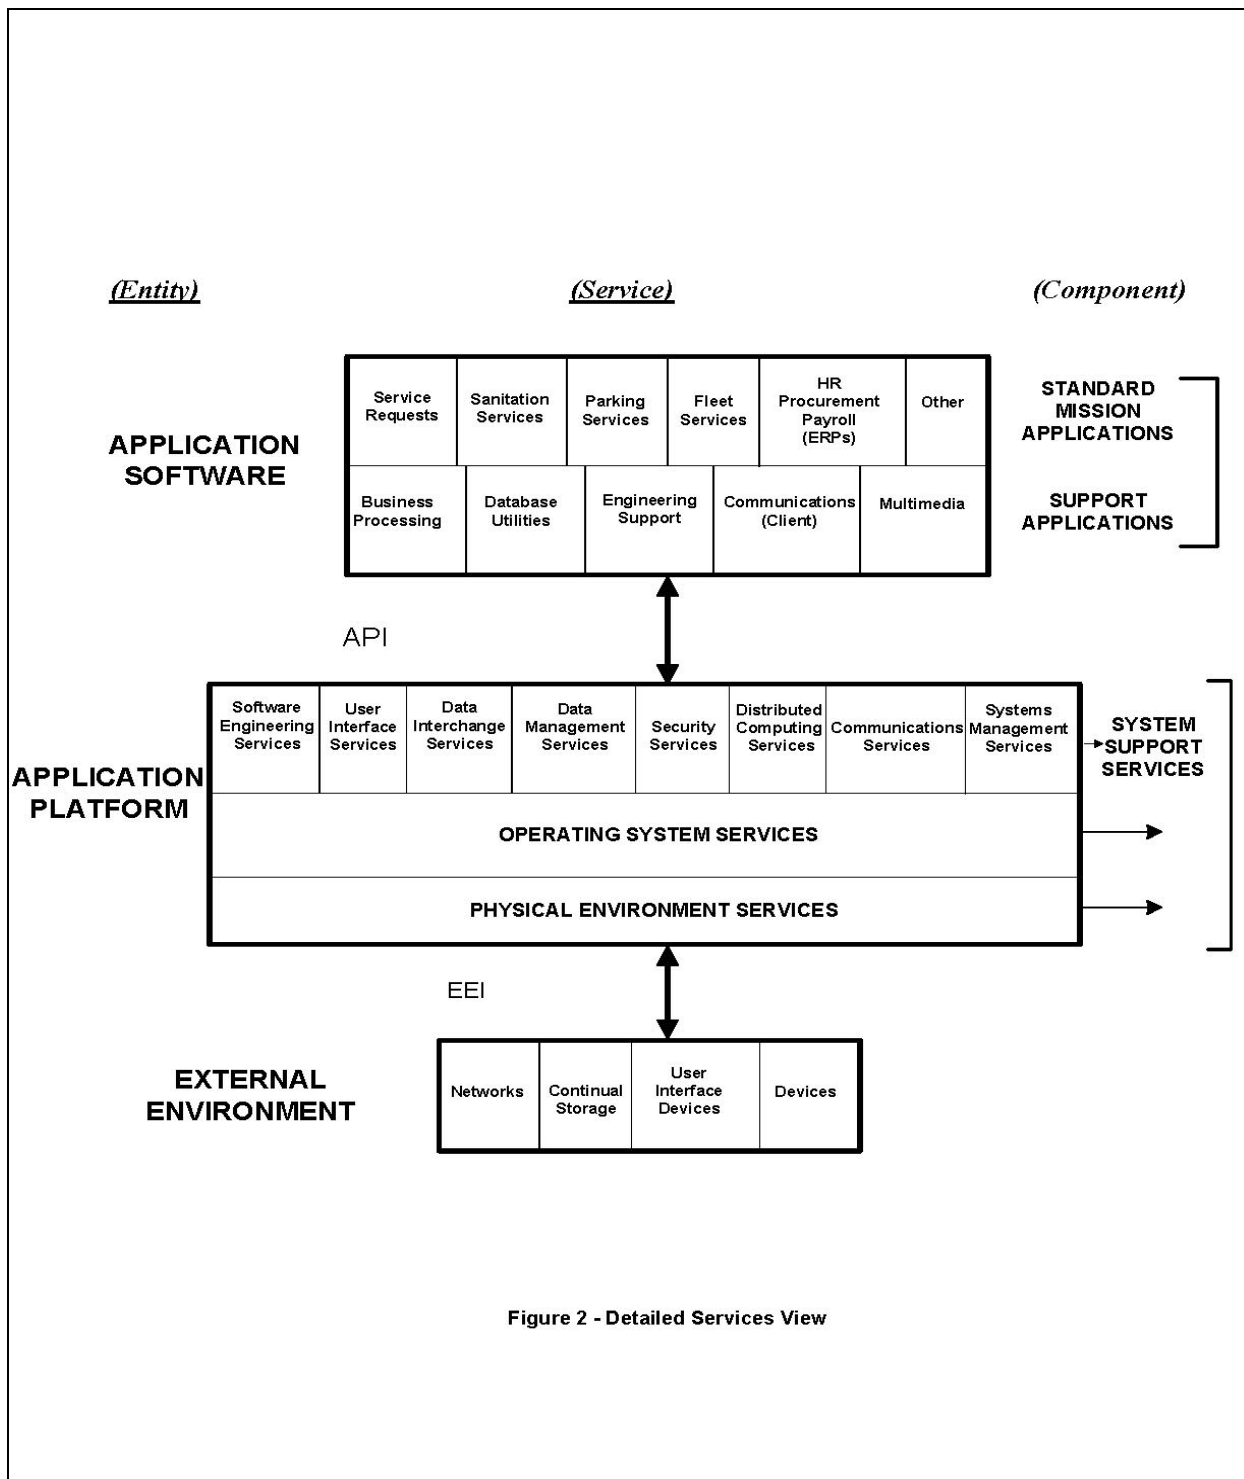 (Entity)
(Service)
(Component)
APPLICATION
SOFTWARE
Service
Requests
Sanitation
Services
Parking
Services
Fleet
Services
HR
Procurement
Payroll
(ERPs)
Other
STANDARD
MISSION
APPLICATIONS
Business
Processing
Database
Utilities
Engineering
Support
Communications
(Client)
Multimedia
SUPPORT
APPLICATIONS
API
APPLICATION
PLATFORM
Software
Engineering
Services
User
Interface
Services
Data
Interchange
Services
Data
Management
Services
Security
Services
Distributed
Computing
Services
Communications
Services
Systems
Management
Services
SYSTEM
SUPPORT
SERVICES
OPERATING SYSTEM SERVICES
PHYSICAL ENVIRONMENT SERVICES
EEI
EXTERNAL
ENVIRONMENT
Networks
Continual
Storage
User
Interface
Devices
Devices
Figure 2 - Detailed Services View